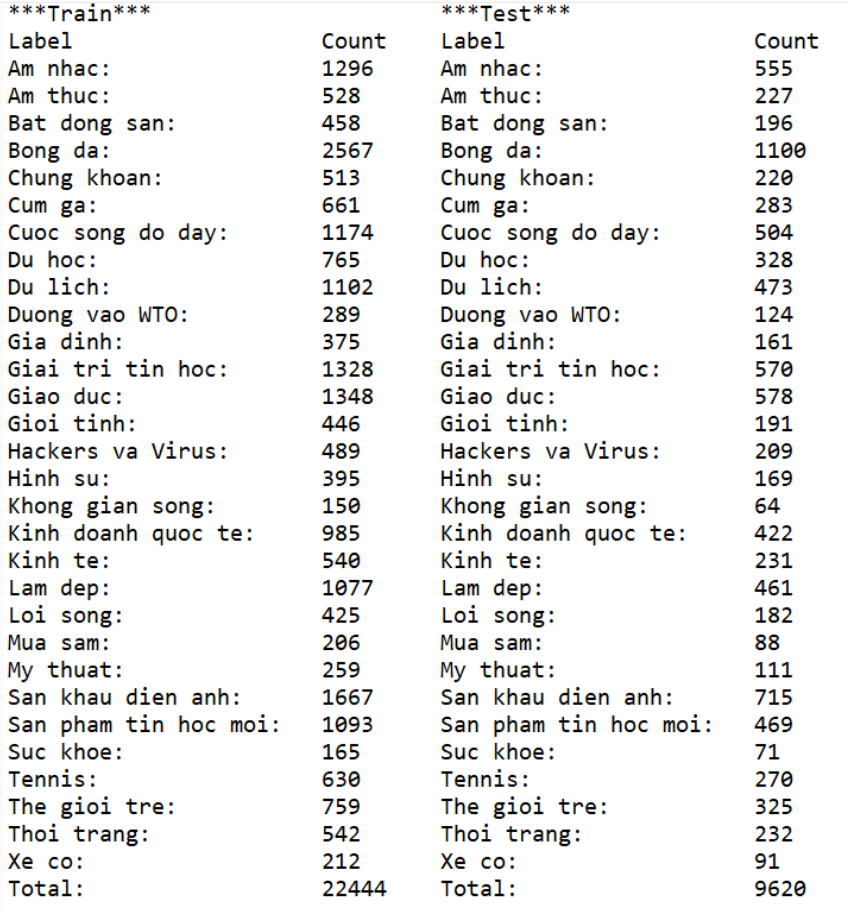 ***Train*** ***Test***
Label Count Label Count
Am nhac: 1296 Am nhac: 555
Am thuc: 528 Am thuc: 227
Bat dong san: 458 Bat dong san: 196
Bong da: 2567 Bong da: 1100
Chung khoan: 513 Chung khoan: 220
Cum ga: 661 Cum ga: 283
Cuoc song do day: 1174 Cuoc song do day: 504
Du hoc: 765 Du hoc: 328
Du lich: 1102 Du lich: 473
Duong vao WTO: 289 Duong vao WTO: 124
Gia dinh: 375 Gia dinh: 161
Giai tri tin hoc: 1328 Giai tri tin hoc: 570
Giao duc: 1348 Giao duc: 578
Gioi tinh: 446 Gioi tinh: 191
Hackers va Virus: 489 Hackers va Virus: 209
Hinh su: 395 Hinh su: 169
Khong gian song: 150 Khong gian song: 64
Kinh doanh quoc te: 985 Kinh doanh quoc te: 422
Kinh te: 540 Kinh te: 231
Lam dep: 1077 Lam dep: 461
Loi song: 425 Loi song: 182
Mua sam: 206 Mua sam: 88
My thuat: 259 My thuat: 111
San khau dien anh: 1667 San khau dien anh: 715
San pham tin hoc moi: 1093 San pham tin hoc moi: 469
Suc khoe: 165 Suc khoe: 71
Tennis: 630 Tennis: 270
The gioi tre: 759 The gioi tre: 325
Thoi trang: 542 Thoi trang: 232
Xe co: 212 Xe co: 91
Total: 22444 Total: 9620